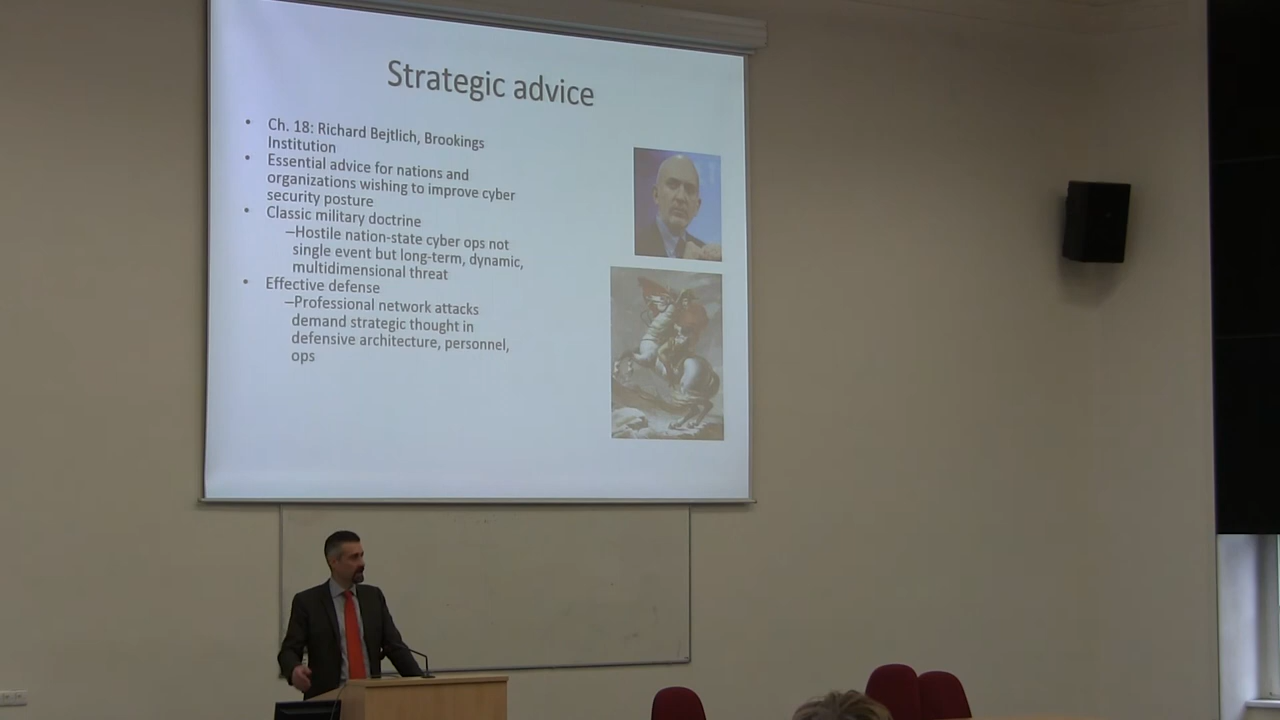 Strategic advice
• Ch. 18: Richard Bejtlich, Brookings
Institution
• Essential advice for nations and
organizations wishing to improve cyber
security posture
• Classic military doctrine
–Hostile nation-state cyber ops not
single event but long-term, dynamic,
multidimensional threat
• Effective defense
–Professional network attacks
demand strategic thought in
defensive architecture, personnel,
ops